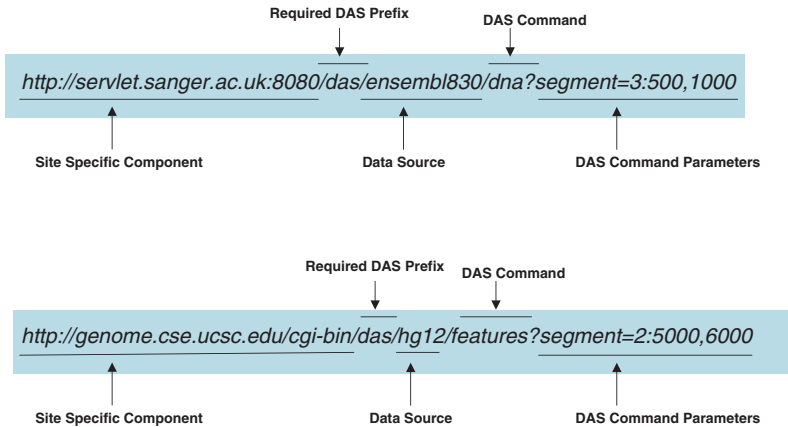 Required DAS Prefix
DAS Command
http://servlet.sanger.ac.uk:8080/das/ensembl830/dna?segment=3:500,1000
Site Specific Component
Data Source
DAS Command Parameters
Required DAS Prefix
DAS Command
http://genome.cse.ucsc.edu/cgi-bin/das/hg12/features?segment=2:5000,6000
Site Specific Component
Data Source
DAS Command Parameters